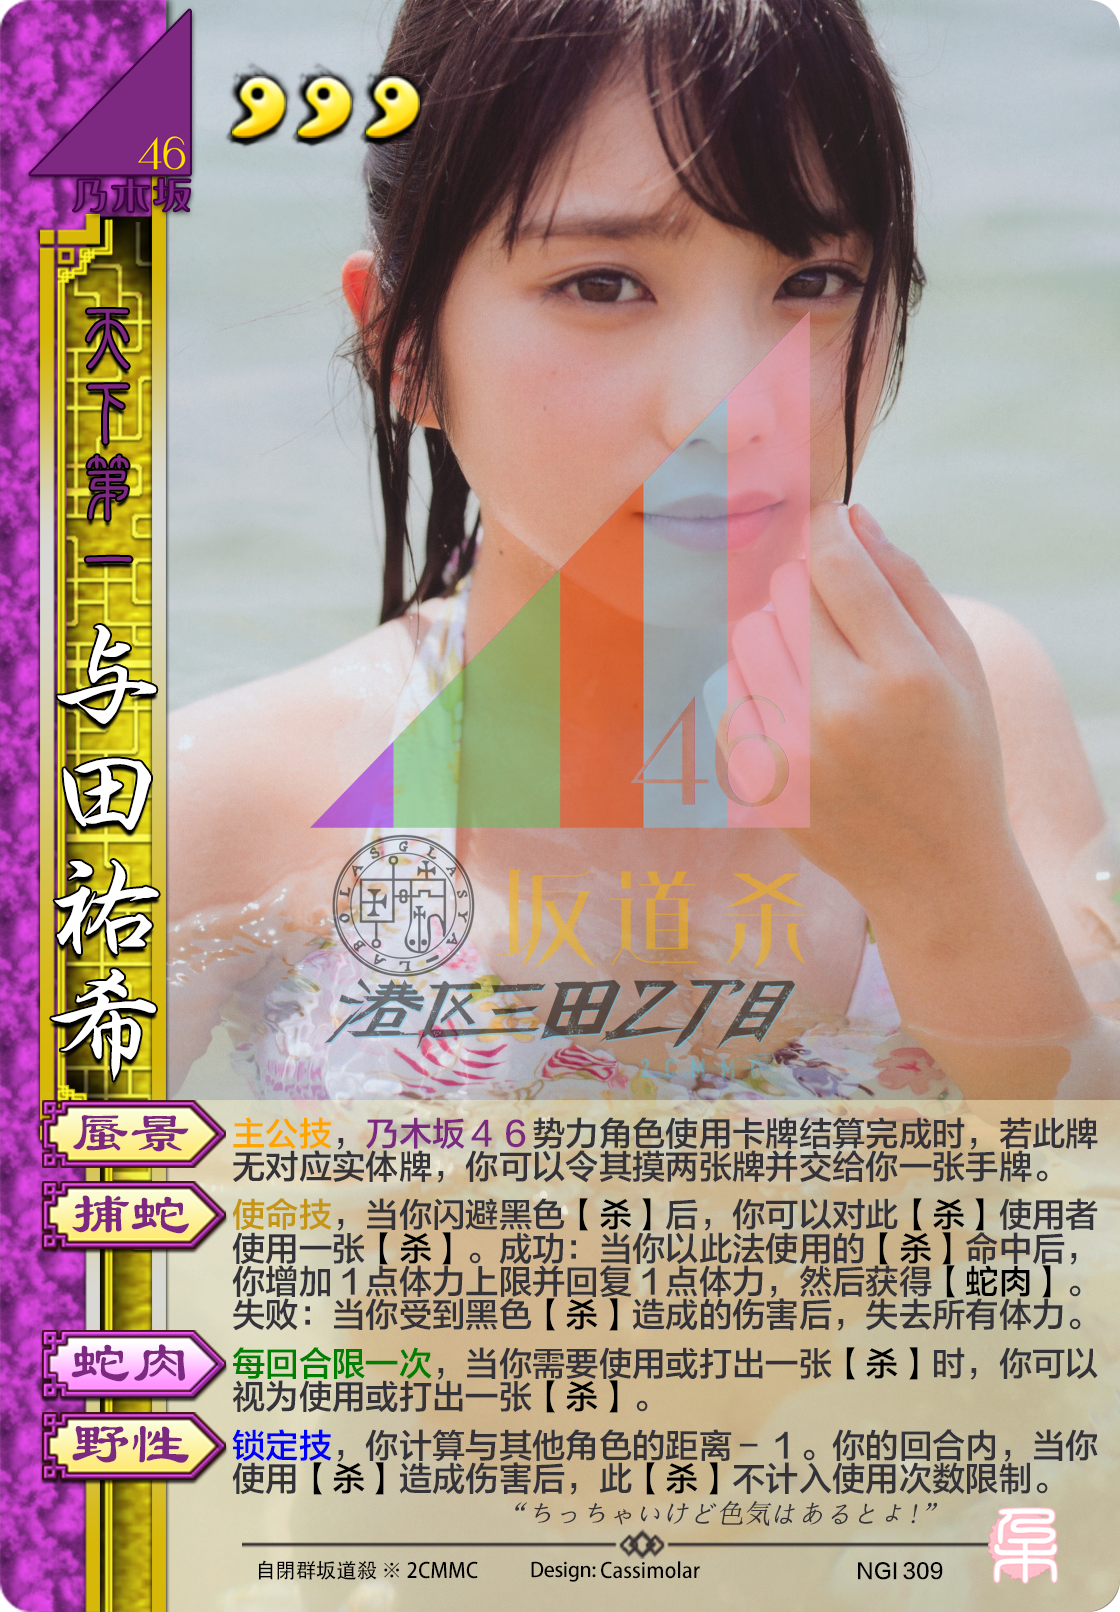 46
乃木坂
天下第一
与田祐希
46
GLASYA-LABOLAS
坂道杀
港区三田2丁目
2CMMC
蜃景
主公技，乃木坂４６势力角色使用卡牌结算完成时，若此牌
无对应实体牌，你可以令其摸两张牌并交给你一张手牌。
捕蛇
使命技，当你闪避黑色【杀】后，你可以对此【杀】使用者
使用一张【杀】。成功：当你以此法使用的【杀】命中后，
你增加１点体力上限并回复１点体力，然后获得【蛇肉】。
失败：当你受到黑色【杀】造成的伤害后，失去所有体力。
蛇肉
每回合限一次，当你需要使用或打出一张【杀】时，你可以
视为使用或打出一张【杀】。
野性
锁定技，你计算与其他角色的距离－１。你的回合内，当你
使用【杀】造成伤害后，此【杀】不计入使用次数限制。
“ちっちゃいけど色気はあるとよ!”
自閉群坂道殺 ※ 2CMMC
Design: Cassimolar
NGI 309